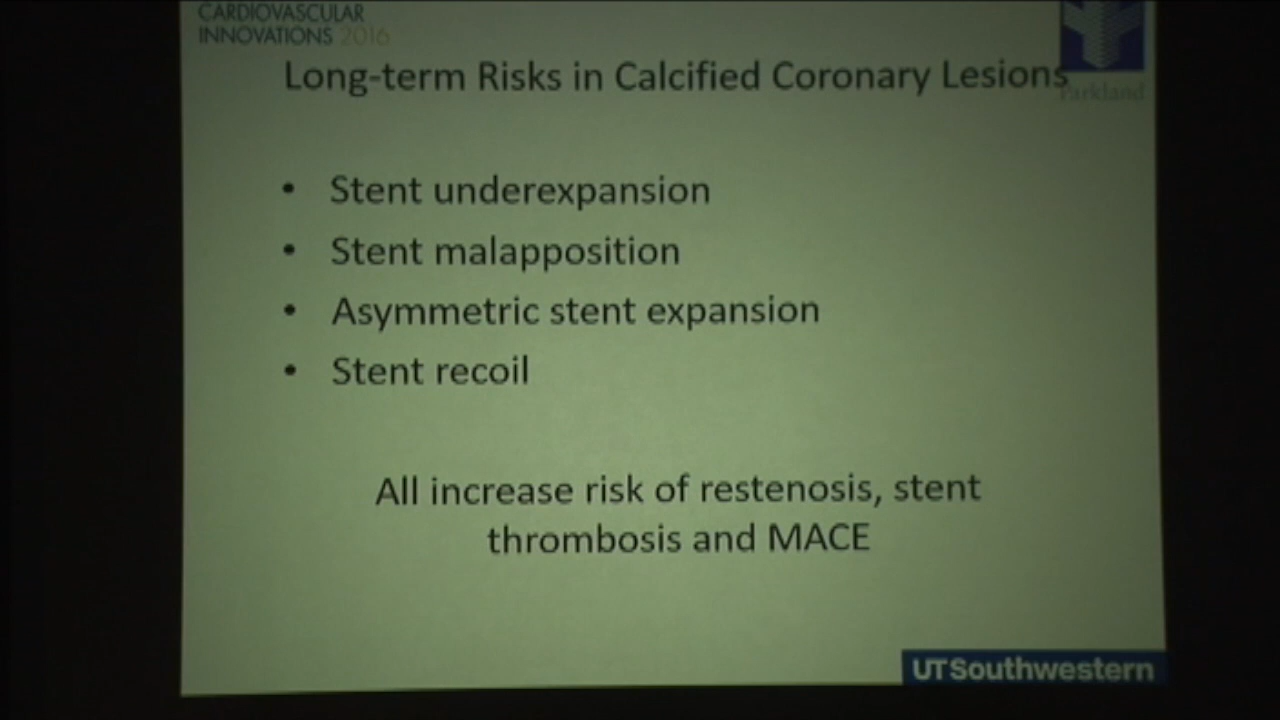 CARDIOVASCULAR
INNOVATIONS 2016
Long-term Risks in Calcified Coronary Lesions
Parkland
• Stent underexpansion
• Stent malapposition
• Asymmetric stent expansion
• Stent recoil
All increase risk of restenosis, stent
thrombosis and MACE
UTSouthwestern